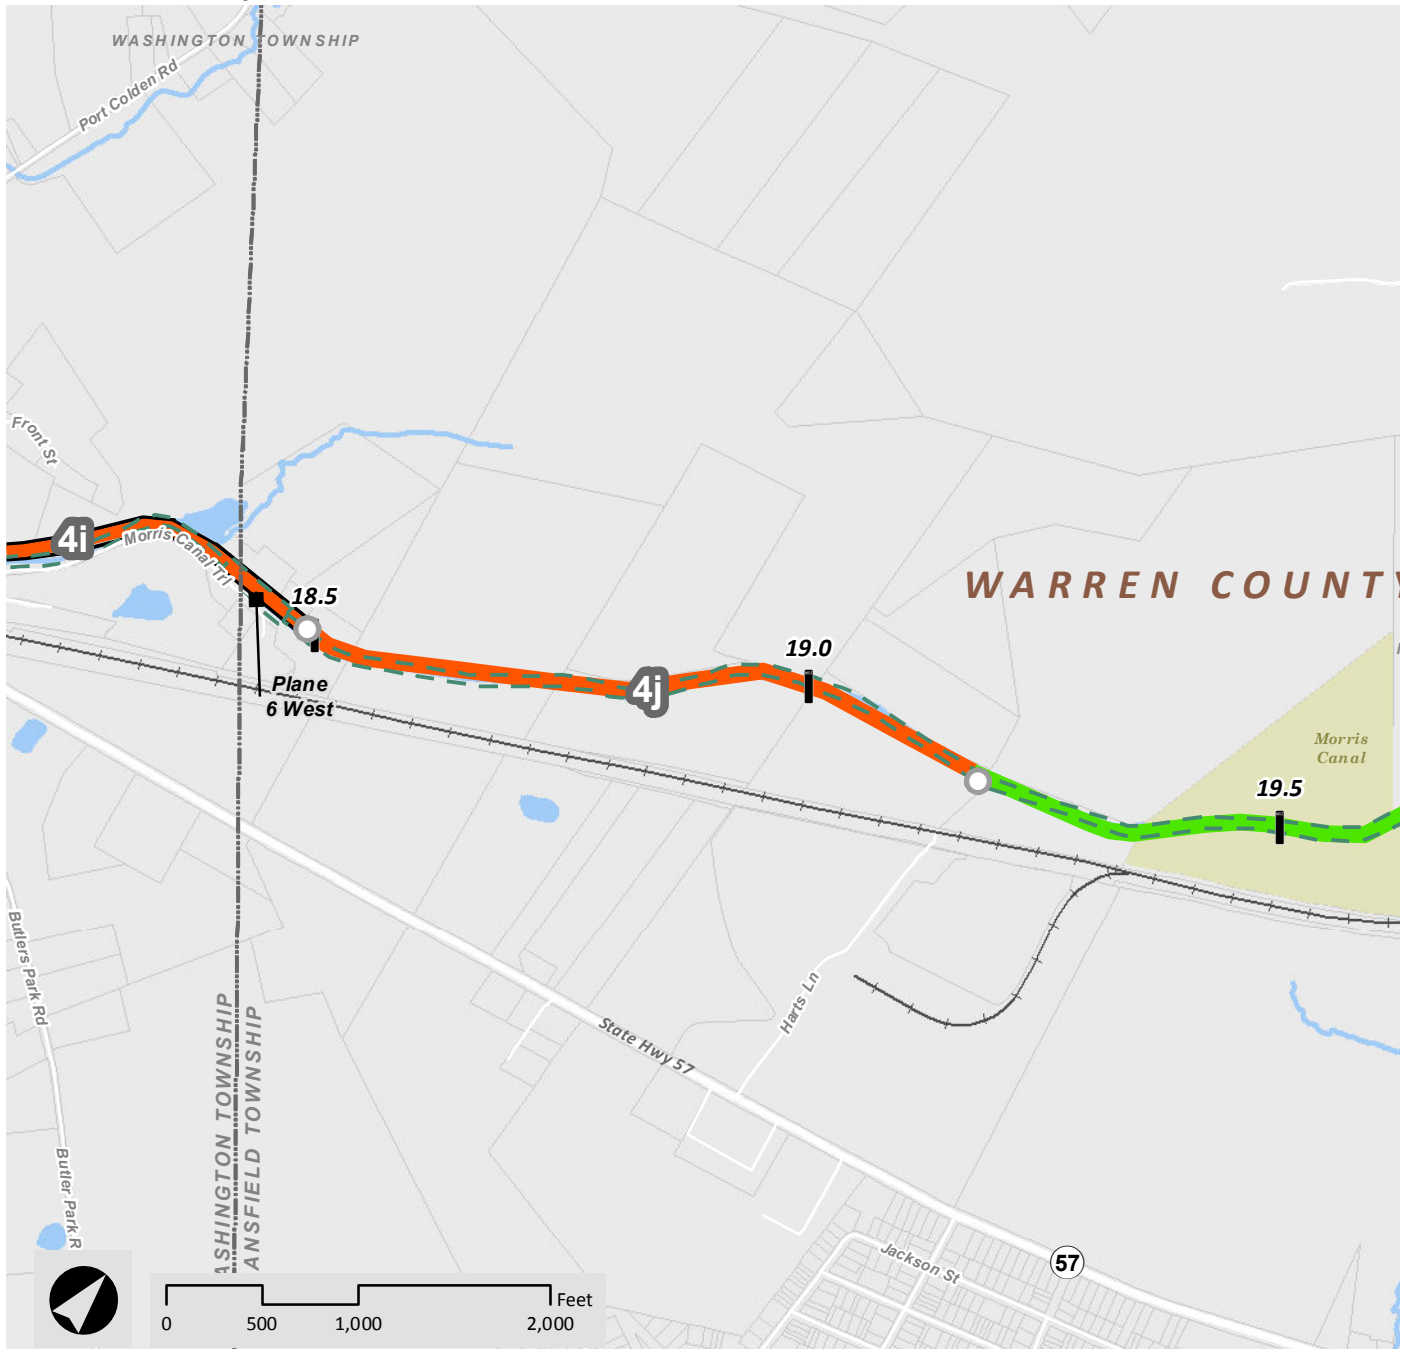 WASHINGTON TOWNSHIP
Port Colden Rd
Front St
4i
Morris Canal Trl
18.5
Plane
6 West
4j
19.0
WARREN COUNTY
Morris
Canal
19.5
Butlers Park Rd
Harts Ln
State Hwy 57
ASHINGTON TOWNSHIP
ANSFIELD TOWNSHIP
Butler Park R
Jackson St
57
Feet
0 500 1,000 2,000